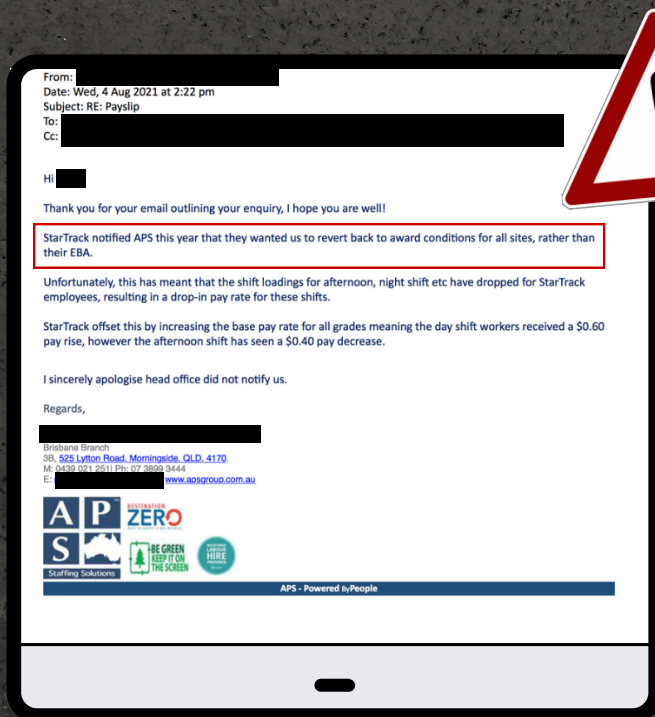 From:
Date: Wed, 4 Aug 2021 at 2:22 pm
Subject: RE: Payslip
To:
Cc:
Hi
Thank you for your email outlining your enquiry, I hope you are well!
StarTrack notified APS this year that they wanted us to revert back to award conditions for all sites, rather than
their EBA.
Unfortunately, this has meant that the shift loadings for afternoon, night shift etc have dropped for StarTrack
employees, resulting in a drop-in pay rate for these shifts.
StarTrack offset this by increasing the base pay rate for all grades meaning the day shift workers received a $0.60
pay rise, however the afternoon shift has seen a $0.40 pay decrease.
I sincerely apologise head office did not notify us.
Regards,
Brisbane Branch
3B, 525 Lytton Road, Morningside, QLD, 4170.
M: 0439 021 251| Ph: 07 3899 3444
E: www.apsgroup.com.au
A P
S
Staffing Solutions
DESTINATION
ZERO
BE GREEN
KEEP IT ON
THE SCREEN
LABOUR
HIRE
APS - Powered ByPeople